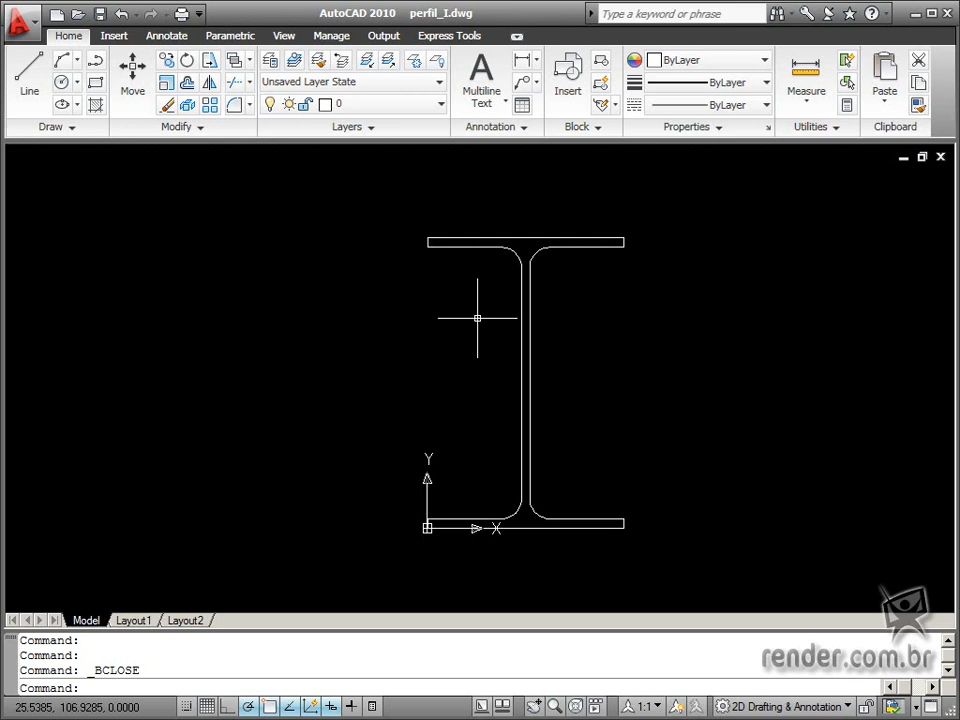 AutoCAD 2010 perfil_I.dwg
Type a keyword or phrase
Home Insert Annotate Parametric View Manage Output Express Tools
Line
Move
Unsaved Layer State
0
A
Multiline
Text
Insert
ByLayer
ByLayer
ByLayer
Measure
Paste
Draw Modify Layers Annotation Block Properties Utilities Clipboard
Y
X
Model Layout1 Layout2
Command:
Command:
Command: _BCLOSE
Command:
render.com.br
25.5385, 106.9285, 0.0000
1:1
2D Drafting & Annotation